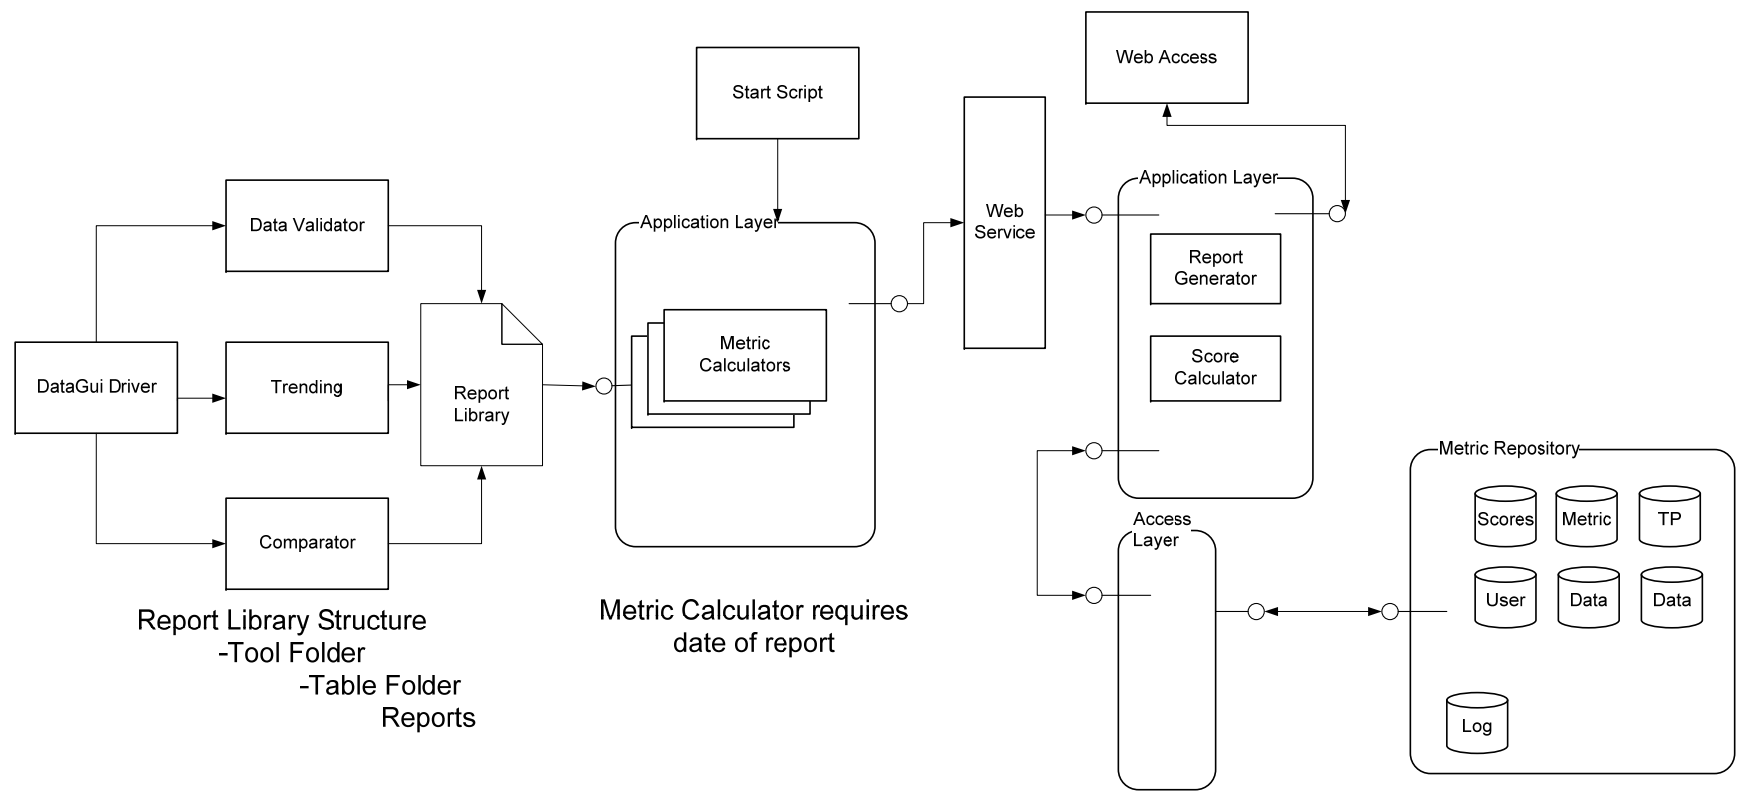 Web Access
Start Script
Application Layer
Data Validator
Web
Service
Application Layer
Report
Generator
Metric
Calculators
Score
Calculator
DataGui Driver
Trending
Report
Library
Metric Repository
Scores
Metric
TP
Access
Layer
Comparator
User
Data
Data
Report Library Structure
-Tool Folder
-Table Folder
Reports
Metric Calculator requires
date of report
Log